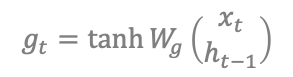 g_t = tanh W_g (x_t
h_{t-1})